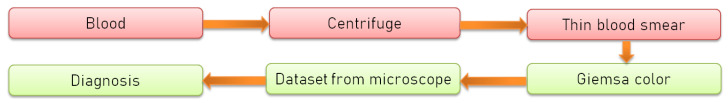 Blood
Centrifuge
Thin blood smear
Giemsa color
Dataset from microscope
Diagnosis